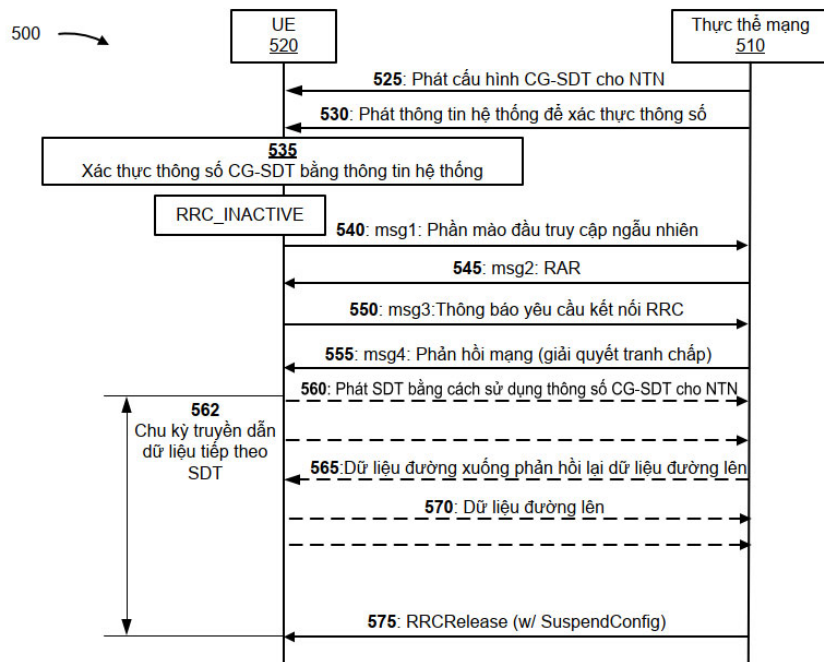 500
UE
520
Thực thể mạng
510
525: Phát cấu hình CG-SDT cho NTN
530: Phát thông tin hệ thống để xác thực thông số
535
Xác thực thông số CG-SDT bằng thông tin hệ thống
RRC_INACTIVE
540: msg1: Phần mào đầu truy cập ngẫu nhiên
545: msg2: RAR
550: msg3:Thông báo yêu cầu kết nối RRC
555: msg4: Phản hồi mạng (giải quyết tranh chấp)
560: Phát SDT bằng cách sử dụng thông số CG-SDT cho NTN
562
Chu kỳ truyền dẫn
dữ liệu tiếp theo
SDT
565:Dữ liệu đường xuống phản hồi lại dữ liệu đường lên
570: Dữ liệu đường lên
575: RRCRelease (w/ SuspendConfig)